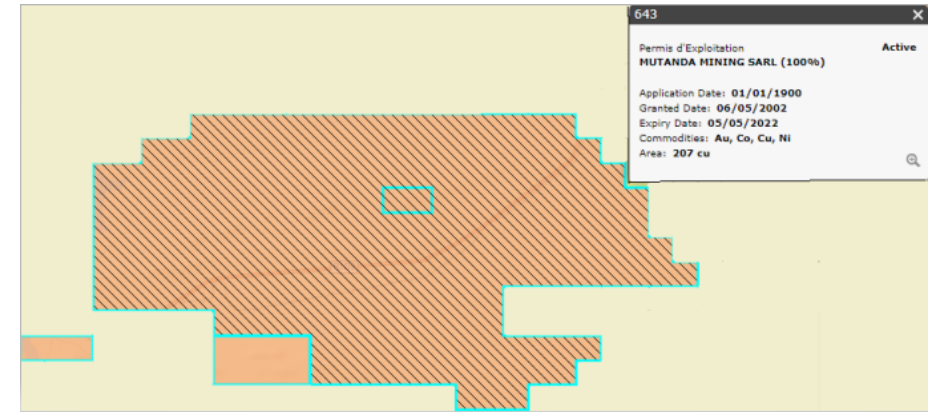 643
Permis d'Exploitation Active
MUTANDA MINING SARL (100%)
Application Date: 01/01/1900
Granted Date: 06/05/2002
Expiry Date: 05/05/2022
Commodities: Au, Co, Cu, Ni
Area: 207 cu